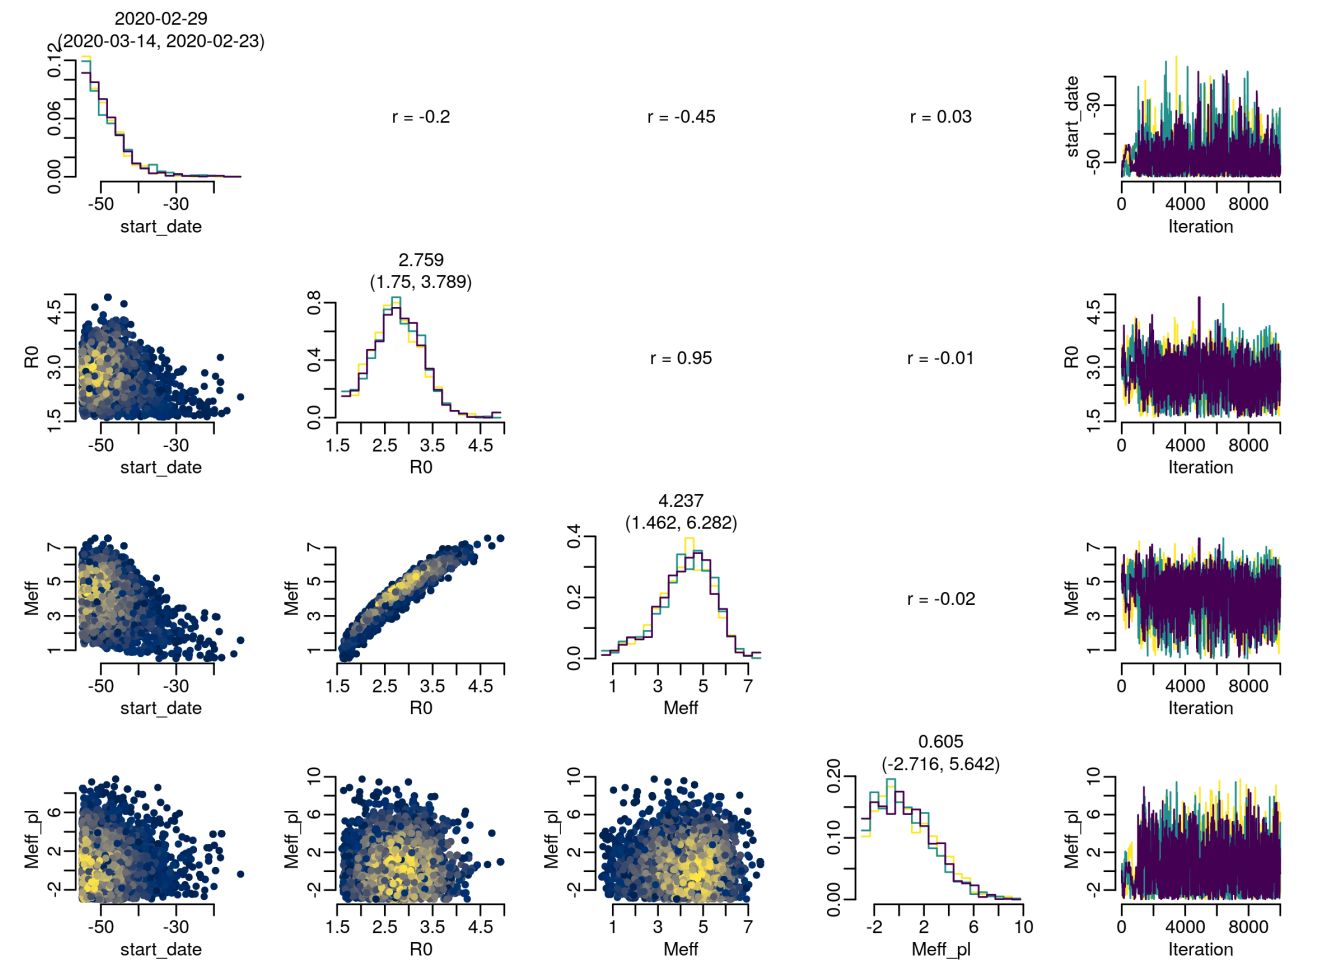 2020-02-29
(2020-03-14, 2020-02-23)
0.12
0.06
0.00
-50 -30
start_date
r = -0.2
r = -0.45
r = 0.03
start_date
-30
-50
0 4000 8000
Iteration
R0
4.5
3.0
1.5
-50 -30
start_date
2.759
(1.75, 3.789)
0.8
0.4
0.0
1.5 2.5 3.5 4.5
R0
r = 0.95
r = -0.01
R0
4.5
3.0
1.5
0 4000 8000
Iteration
Meff
7
5
3
1
-50 -30
start_date
Meff
7
5
3
1
1.5 2.5 3.5 4.5
R0
4.237
(1.462, 6.282)
0.4
0.2
0.0
1 3 5 7
Meff
r = -0.02
Meff
7
5
3
1
0 4000 8000
Iteration
Meff_pl
6
2
-2
-50 -30
start_date
Meff_pl
10
6
2
-2
1.5 2.5 3.5 4.5
R0
Meff_pl
10
6
2
-2
1 3 5 7
Meff
0.605
(-2.716, 5.642)
0.20
0.10
0.00
-2 2 6 10
Meff_pl
Meff_pl
10
6
2
-2
0 4000 8000
Iteration